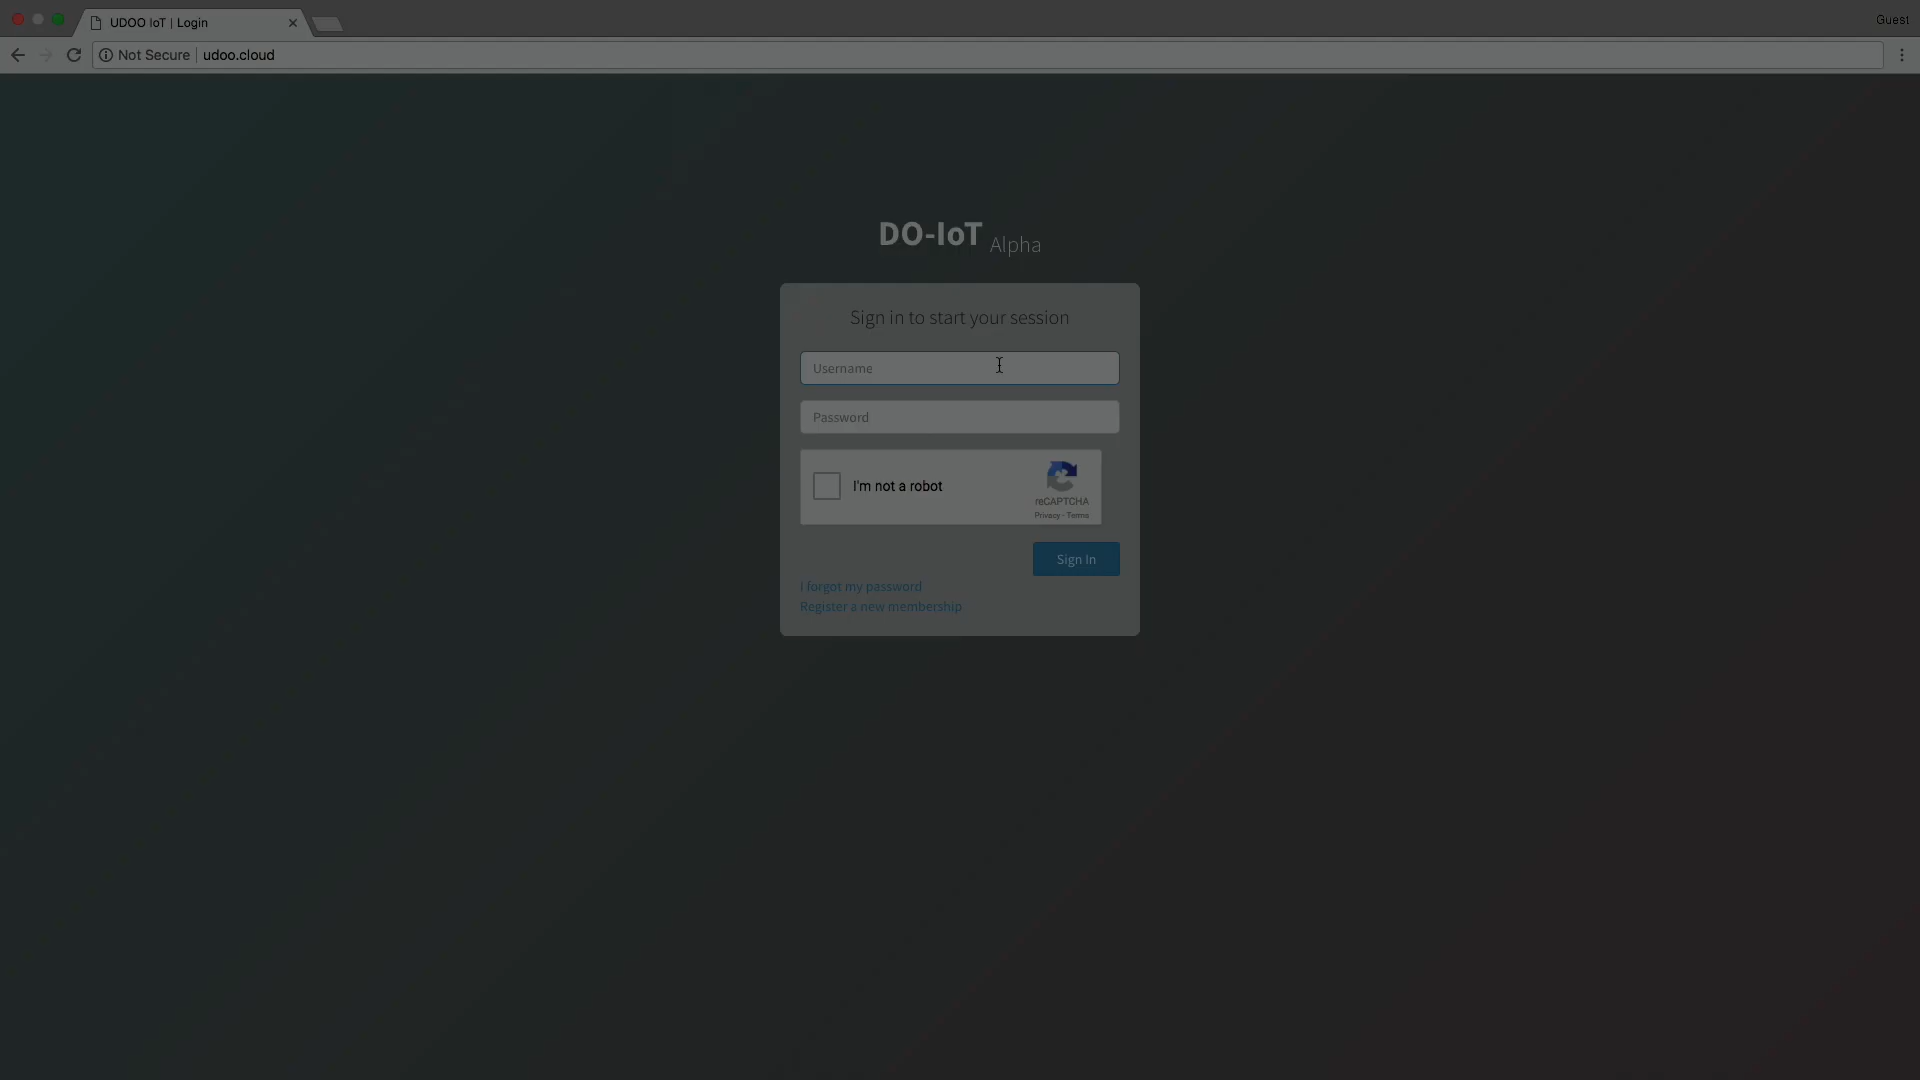 UDOO IoT | Login
Guest
Not Secure
udoo.cloud
DO-IoT Alpha
Sign in to start your session
Username
Password
I'm not a robot
reCAPTCHA
Privacy - Terms
Sign In
I forgot my password
Register a new membership